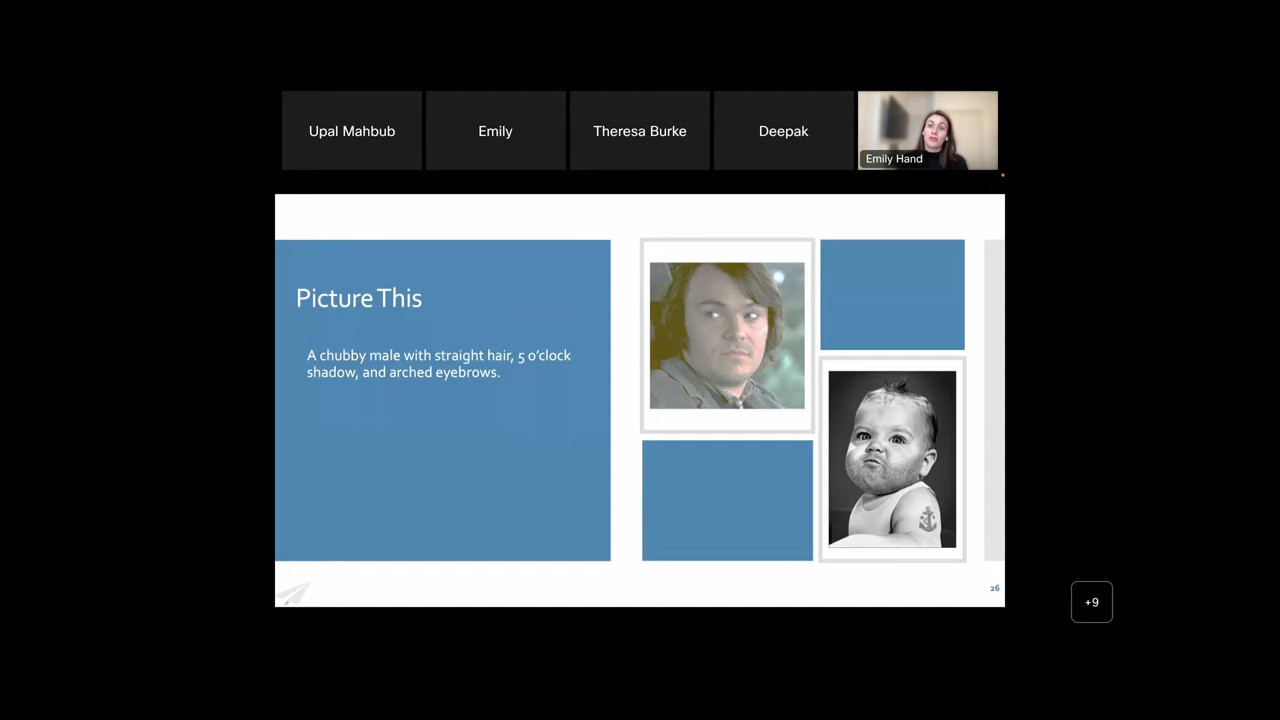 Upal Mahbub
Emily
Theresa Burke
Deepak
Emily Hand
Picture This
A chubby male with straight hair, 5 o’clock
shadow, and arched eyebrows.
26
+9